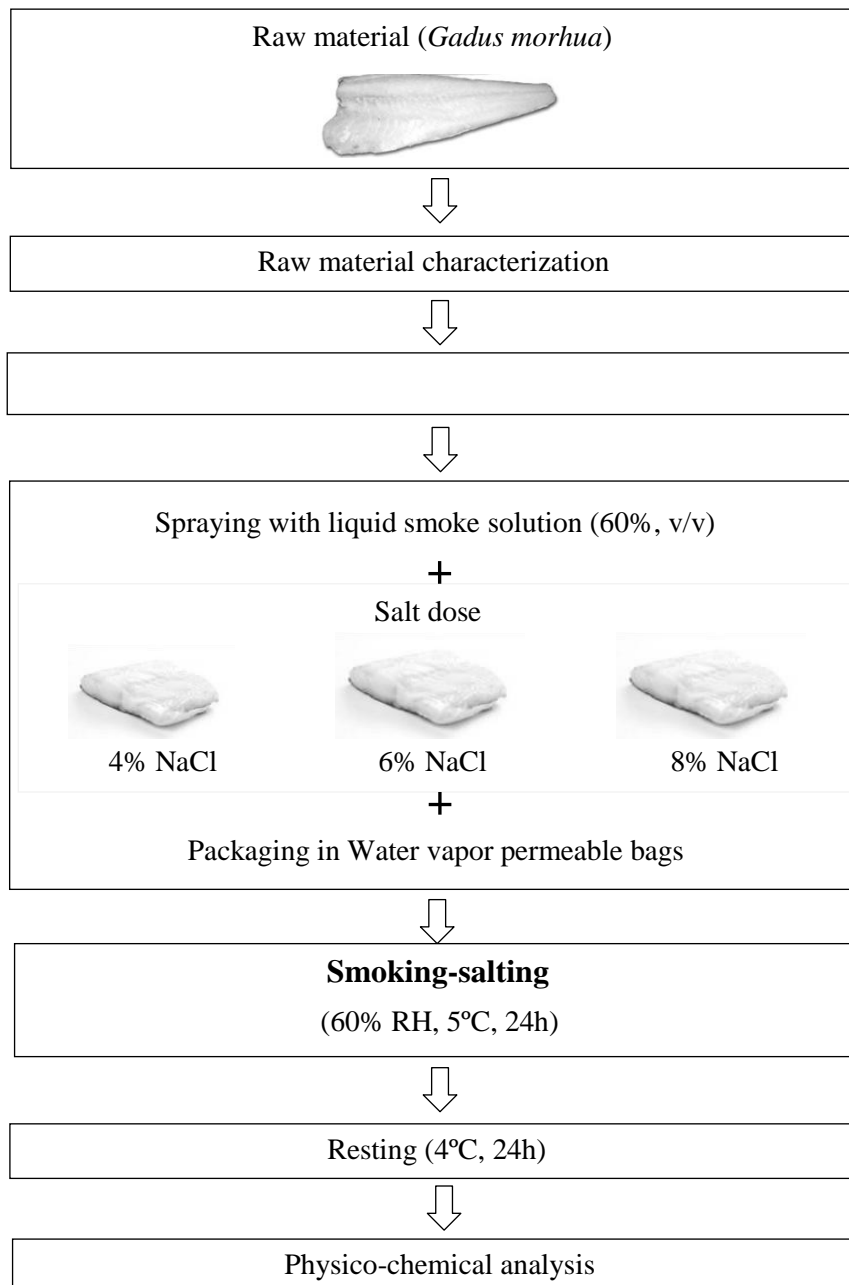 Raw material (Gadus morhua)
Raw material characterization
Spraying with liquid smoke solution (60%, v/v)
+
Salt dose
4% NaCl 6% NaCl 8% NaCl
+
Packaging in Water vapor permeable bags
Smoking-salting
(60% RH, 5ºC, 24h)
Resting (4ºC, 24h)
Physico-chemical analysis